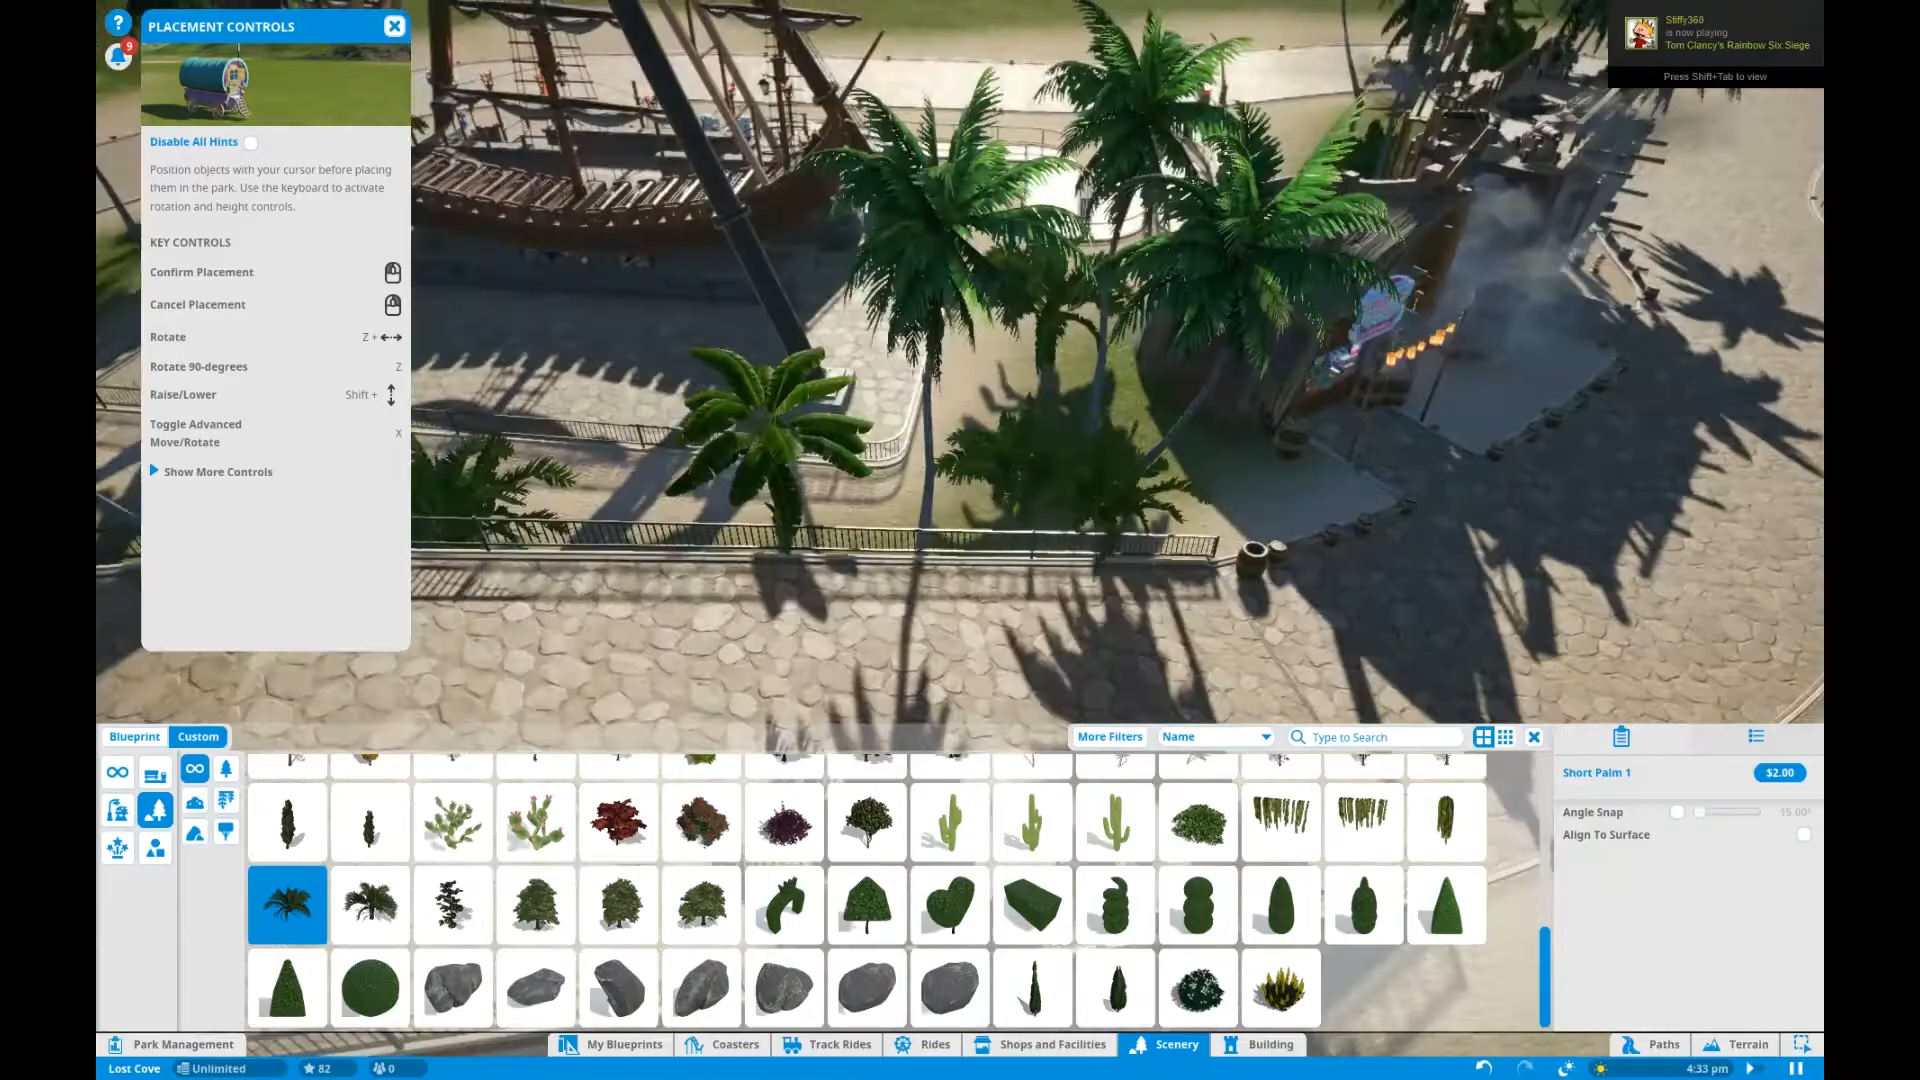 ?
9
PLACEMENT CONTROLS
Disable All Hints
Position objects with your cursor before placing
them in the park. Use the keyboard to activate
rotation and height controls.
KEY CONTROLS
Confirm Placement
Cancel Placement
Rotate Z +
Rotate 90-degrees Z
Raise/Lower Shift +
Toggle Advanced
Move/Rotate X
Show More Controls
Stiffy360
is now playing
Tom Clancy's Rainbow Six Siege
Press Shift+Tab to view
Blueprint Custom
More Filters Name Type to Search
Short Palm 1 $2.00
Angle Snap 15.00°
Align To Surface
Park Management My Blueprints Coasters Track Rides Rides Shops and Facilities Scenery Building Paths Terrain
Lost Cove Unlimited 82 0 4:33 pm